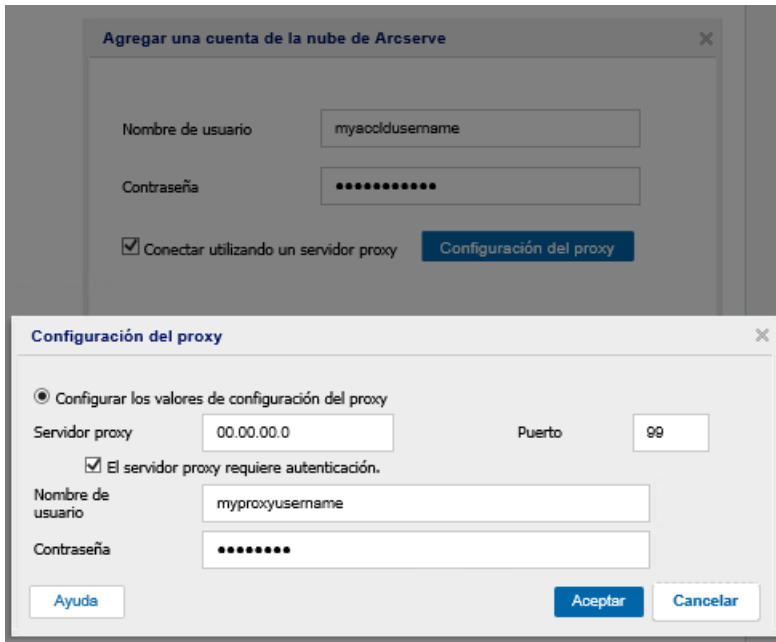 Agregar una cuenta de la nube de Arcserve
Nombre de usuario myaccldusername
Contraseña •••••••••••
Conectar utilizando un servidor proxy Configuración del proxy
Configuración del proxy
Configurar los valores de configuración del proxy
Servidor proxy 00.00.00.0 Puerto 99
El servidor proxy requiere autenticación.
Nombre de
usuario
myproxyusername
Contraseña ••••••••
Ayuda Aceptar Cancelar